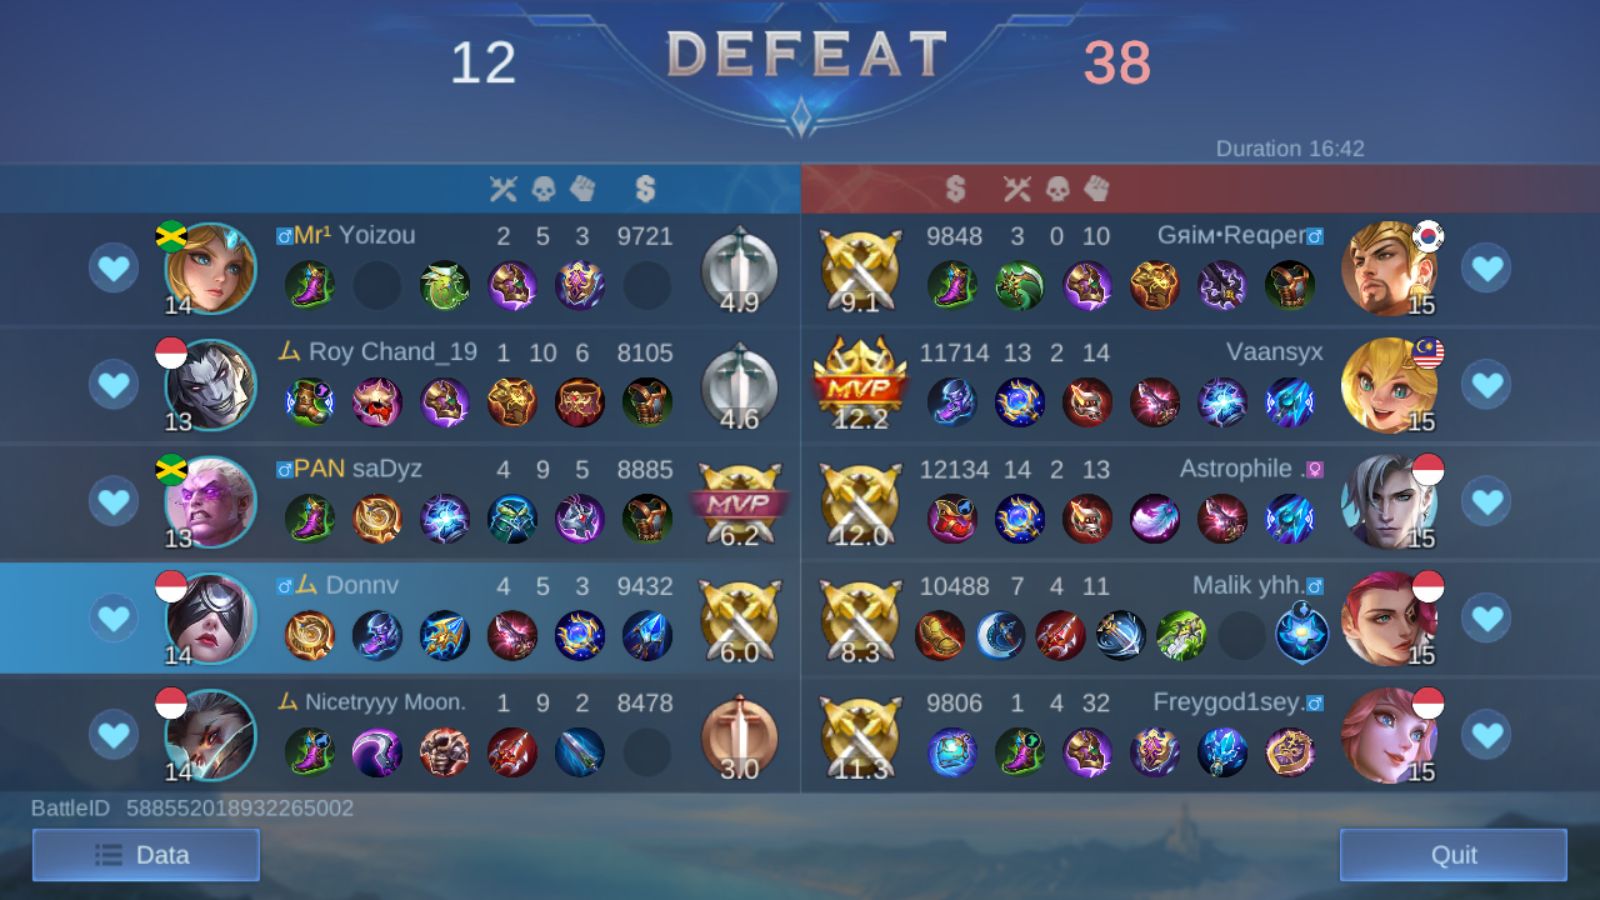 12 DEFEAT 38
Duration 16:42
♂Mr¹ Yoizou 2 5 3 9721
14 4.9
9848 3 0 10 Gяiм•Reαper♂
9.1 15
ム Roy Chand_19 1 10 6 8105
13 4.6
11714 13 2 14 Vaansyx
MVP
12.2 15
♂PAN saDyz 4 9 5 8885
MVP
13 6.2
12134 14 2 13 Astrophile .♀
12.0 15
♂ム Donnv 4 5 3 9432
14 6.0
10488 7 4 11 Malik yhh.♂
8.3 15
ム Nicetryyy Moon. 1 9 2 8478
14 3.0
9806 1 4 32 Freygod1sey.♂
11.3 15
BattleID 588552018932265002
Data
Quit